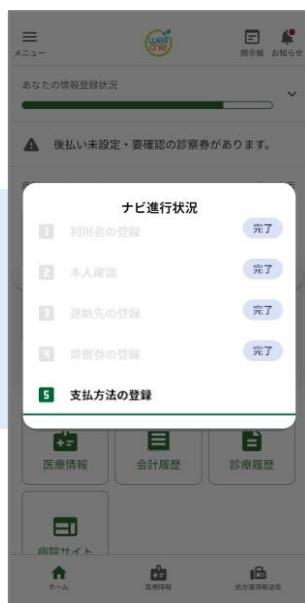 well one
メニュー
掲示板
お知らせ
あなたの情報登録状況
後払い未設定・要確認の診察券があります。
ナビ進行状況
1 利用者の登録 完了
2 本人確認 完了
3 連絡先の登録 完了
4 診察券の登録 完了
5 支払方法の登録
医療情報
会計履歴
診療履歴
病院サイト
ホーム
医療情報
処方箋情報送信